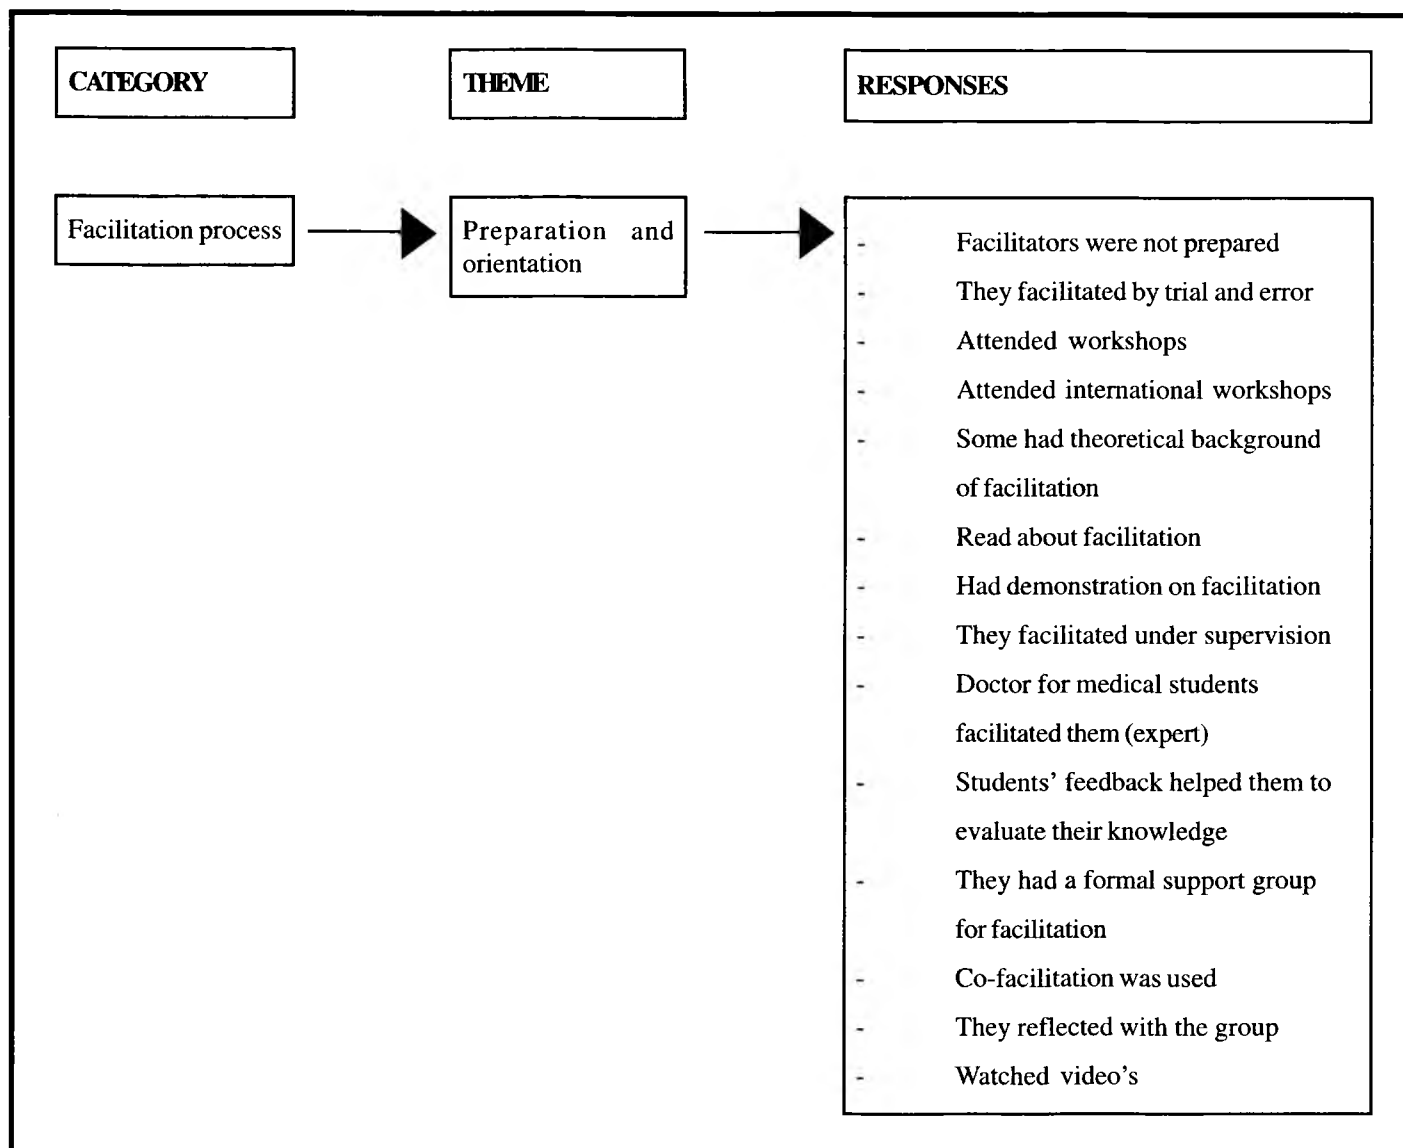 CATEGORY
THEME
RESPONSES
Facilitation process
Preparation and
orientation
- Facilitators were not prepared
- They facilitated by trial and error
- Attended workshops
- Attended international workshops
- Some had theoretical background
of facilitation
- Read about facilitation
- Had demonstration on facilitation
- They facilitated under supervision
- Doctor for medical students
facilitated them (expert)
- Students’ feedback helped them to
evaluate their knowledge
- They had a formal support group
for facilitation
- Co-facilitation was used
- They reflected with the group
- Watched video's